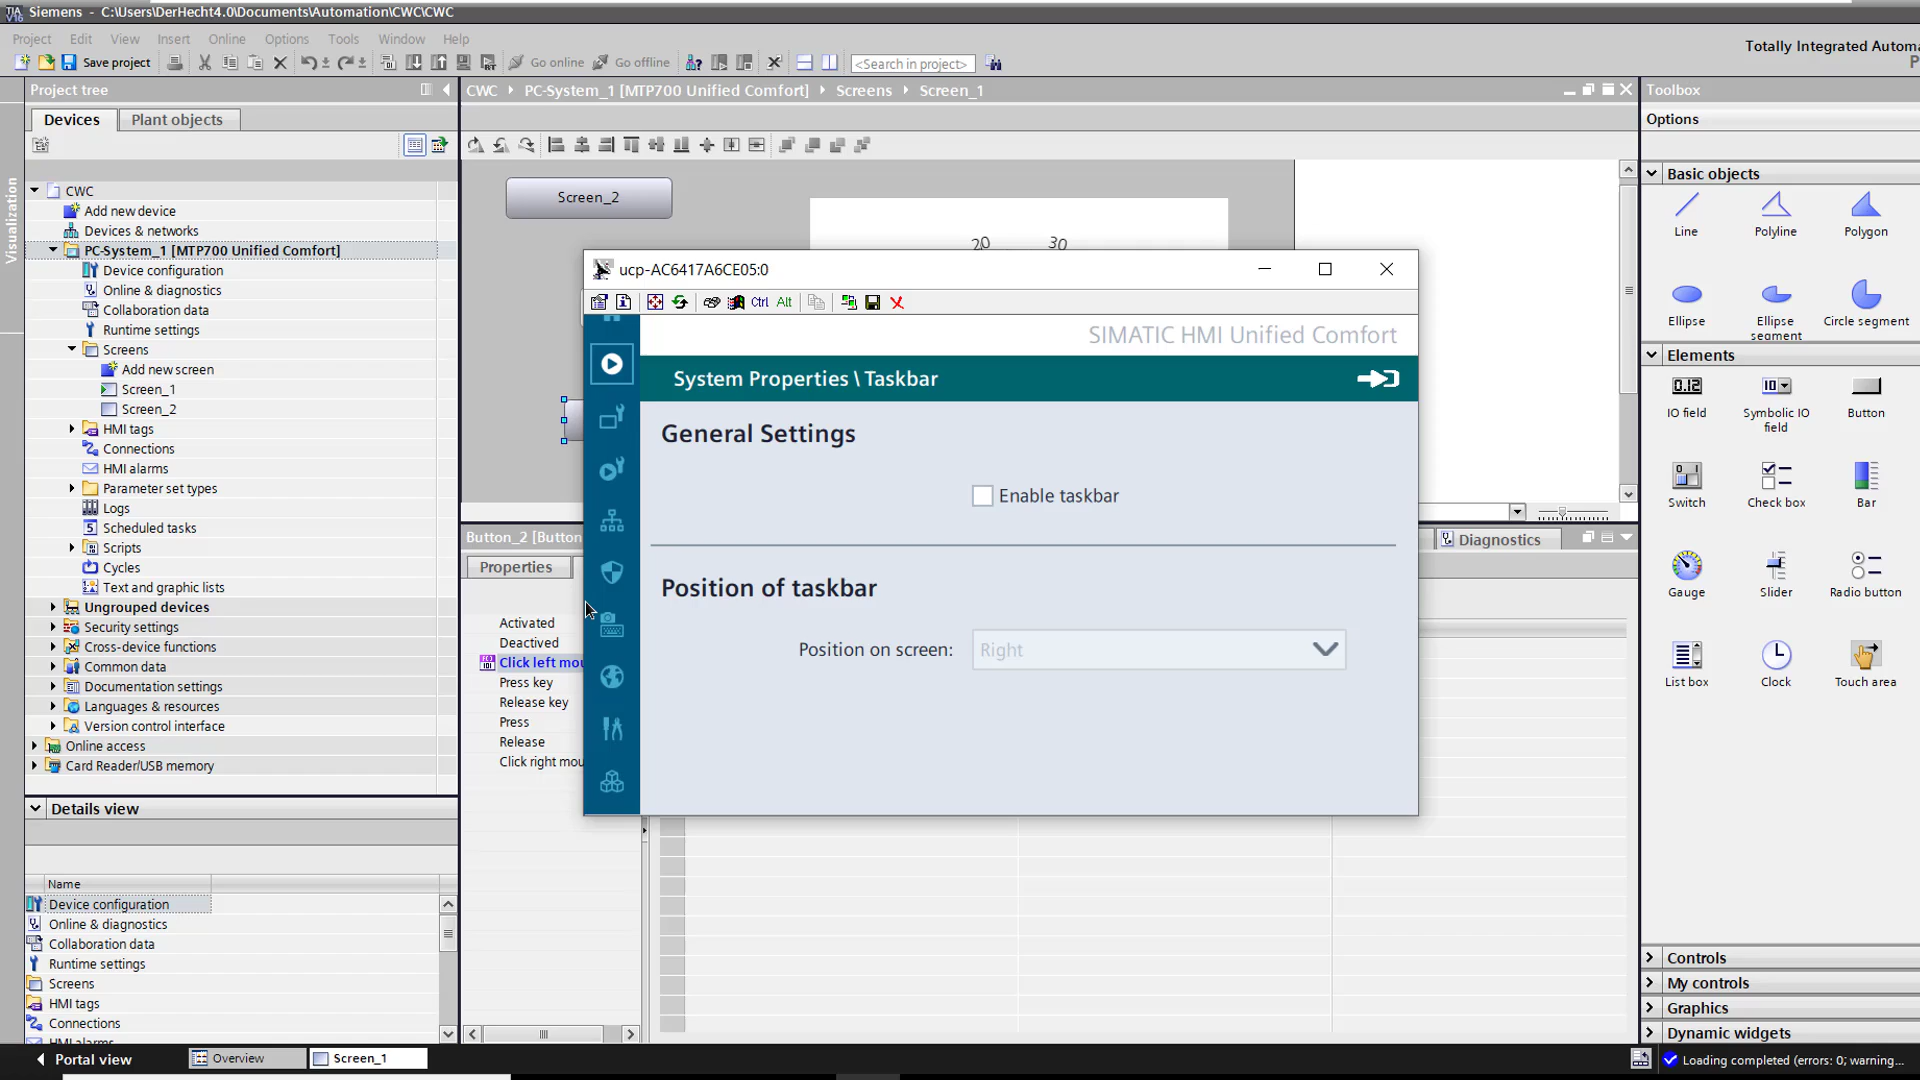 Siemens - C:\Users\DerHecht4.0\Documents\Automation\CWC\CWC
Project Edit View Insert Online Options Tools Window Help
Totally Integrated Autom
Save project Go online Go offline <Search in project>
Project tree
CWC PC-System_1 [MTP700 Unified Comfort] Screens Screen_1
Toolbox
Devices Plant objects
Options
Visualization
CWC
Add new device
Devices & networks
PC-System_1 [MTP700 Unified Comfort]
Device configuration
Online & diagnostics
Collaboration data
Runtime settings
Screens
Add new screen
Screen_1
Screen_2
HMI tags
Connections
HMI alarms
Parameter set types
Logs
Scheduled tasks
Scripts
Cycles
Text and graphic lists
Ungrouped devices
Security settings
Cross-device functions
Common data
Documentation settings
Languages & resources
Version control interface
Online access
Card Reader/USB memory
Details view
Name
Device configuration
Online & diagnostics
Collaboration data
Runtime settings
Screens
HMI tags
Connections
HMI alarms
Screen_2
20 30
ucp-AC6417A6CE05:0
Ctrl Alt
SIMATIC HMI Unified Comfort
System Properties \ Taskbar
General Settings
Enable taskbar
Position of taskbar
Position on screen: Right
Button_2 [Button
Diagnostics
Properties
Activated
Deactived
Click left mou
Press key
Release key
Press
Release
Click right mou
Basic objects
Line Polyline Polygon
Ellipse Ellipse segment Circle segment
Elements
0.12 10
IO field Symbolic IO field Button
Switch Check box Bar
Gauge Slider Radio button
List box Clock Touch area
Controls
My controls
Graphics
Dynamic widgets
Portal view Overview Screen_1
Loading completed (errors: 0; warning...